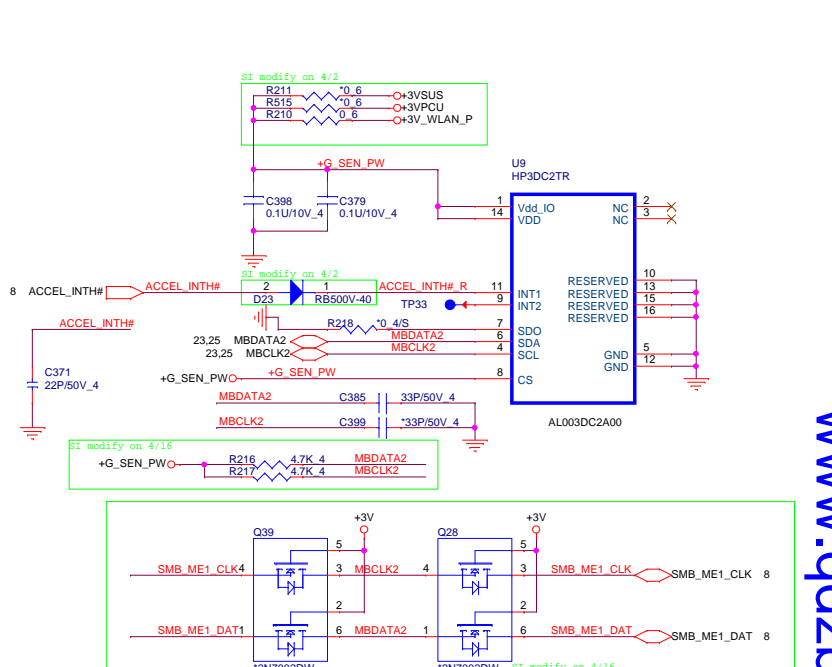 SI modify on 4/2
R211 *0_6 +3VSUS
R515 *0_6 +3VPCU
R210 0_6 +3V_WLAN_P
+G_SEN_PW
U9
HP3DC2TR
C398
0.1U/10V_4
C379
0.1U/10V_4
1 Vdd_IO
14 VDD
NC 2
NC 3
SI modify on 4/2
8 ACCEL_INTH# ACCEL_INTH# 2 1 ACCEL_INTH#_R 11 INT1
D23 RB500V-40
TP33 9 INT2
RESERVED 10
RESERVED 13
RESERVED 15
RESERVED 16
ACCEL_INTH#
R218 *0_4/S 7 SDO
23,25 MBDATA2 MBDATA2 6 SDA
23,25 MBCLK2 MBCLK2 4 SCL
GND 5
GND 12
C371
22P/50V_4
+G_SEN_PW +G_SEN_PW 8 CS
MBDATA2 C385 33P/50V_4
MBCLK2 C399 *33P/50V_4
AL003DC2A00
SI modify on 4/16
+G_SEN_PW R216 4.7K_4 MBDATA2
R217 4.7K_4 MBCLK2
+3V +3V
Q39 Q28
5 5
SMB_ME1_CLK 4 3 MBCLK2 4 3 SMB_ME1_CLK SMB_ME1_CLK 8
2 2
SMB_ME1_DAT 1 6 MBDATA2 1 6 SMB_ME1_DAT SMB_ME1_DAT 8
*2N7002DW *2N7002DW SI modify on 4/16